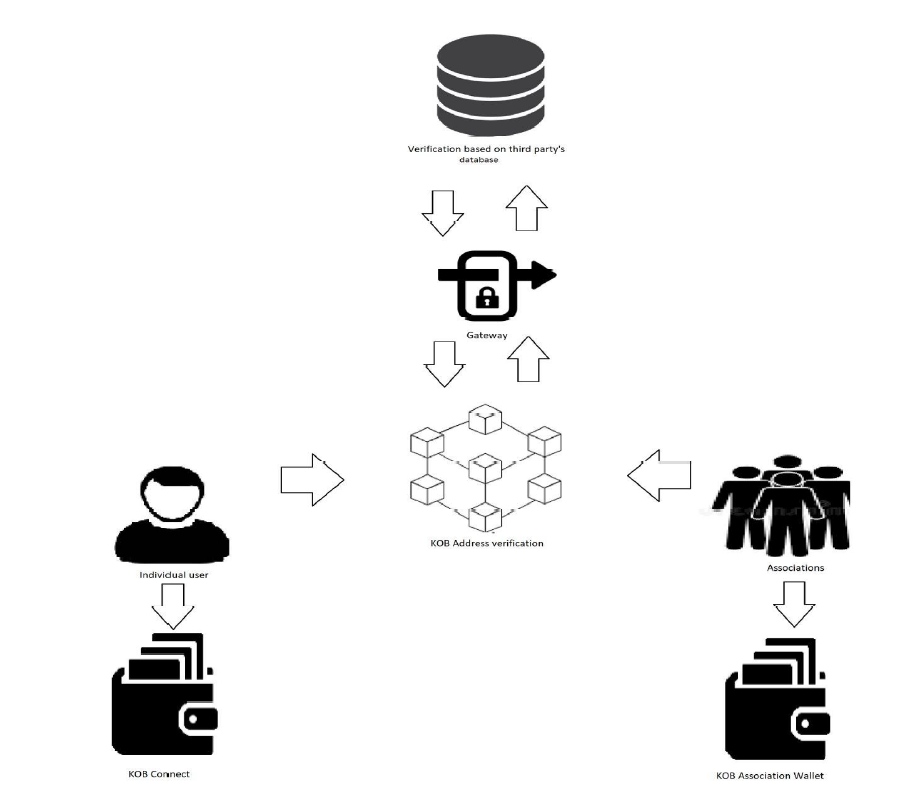 Verification based on third party's
database
Gateway
KOB Address verification
Individual user
Associations
KOB Connect
KOB Association Wallet